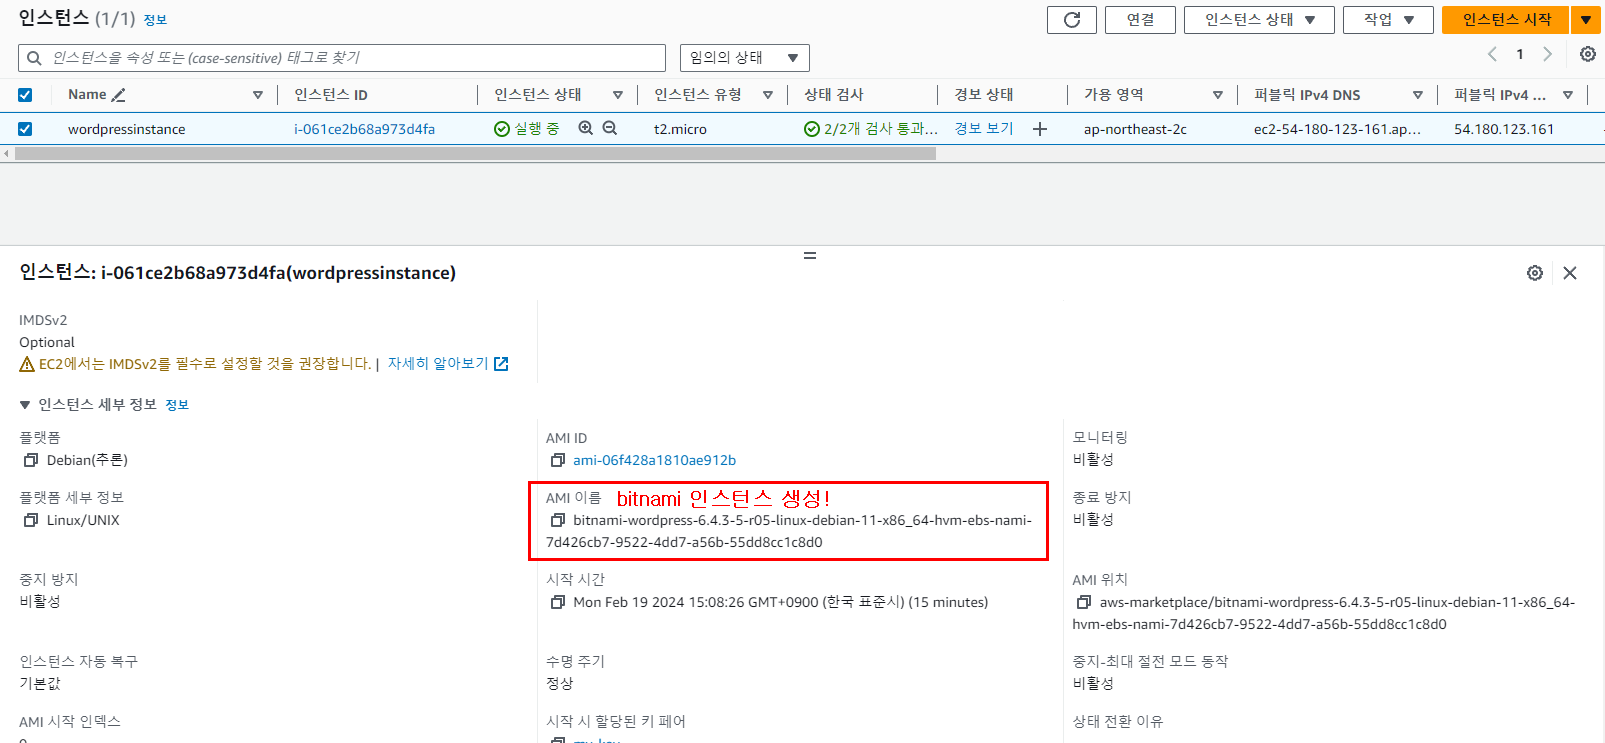 인스턴스 (1/1) 정보
연결 인스턴스 상태 작업 인스턴스 시작
인스턴스을 속성 또는 (case-sensitive) 태그로 찾기 임의의 상태 1
Name 인스턴스 ID 인스턴스 상태 인스턴스 유형 상태 검사 경보 상태 가용 영역 퍼블릭 IPv4 DNS 퍼블릭 IPv4 ...
wordpressinstance i-061ce2b68a973d4fa 실행 중 t2.micro 2/2개 검사 통과... 경보 보기 + ap-northeast-2c ec2-54-180-123-161.ap... 54.180.123.161
인스턴스: i-061ce2b68a973d4fa(wordpressinstance)
IMDSv2
Optional
EC2에서는 IMDSv2를 필수로 설정할 것을 권장합니다. | 자세히 알아보기
인스턴스 세부 정보 정보
플랫폼
Debian(추론)
AMI ID
ami-06f428a1810ae912b
모니터링
비활성
플랫폼 세부 정보
Linux/UNIX
AMI 이름 bitnami 인스턴스 생성!
bitnami-wordpress-6.4.3-5-r05-linux-debian-11-x86_64-hvm-ebs-nami-
7d426cb7-9522-4dd7-a56b-55dd8cc1c8d0
종료 방지
비활성
중지 방지
비활성
시작 시간
Mon Feb 19 2024 15:08:26 GMT+0900 (한국 표준시) (15 minutes)
AMI 위치
aws-marketplace/bitnami-wordpress-6.4.3-5-r05-linux-debian-11-x86_64-
hvm-ebs-nami-7d426cb7-9522-4dd7-a56b-55dd8cc1c8d0
인스턴스 자동 복구
기본값
수명 주기
정상
중지-최대 절전 모드 동작
비활성
AMI 시작 인덱스
시작 시 할당된 키 페어
상태 전환 이유